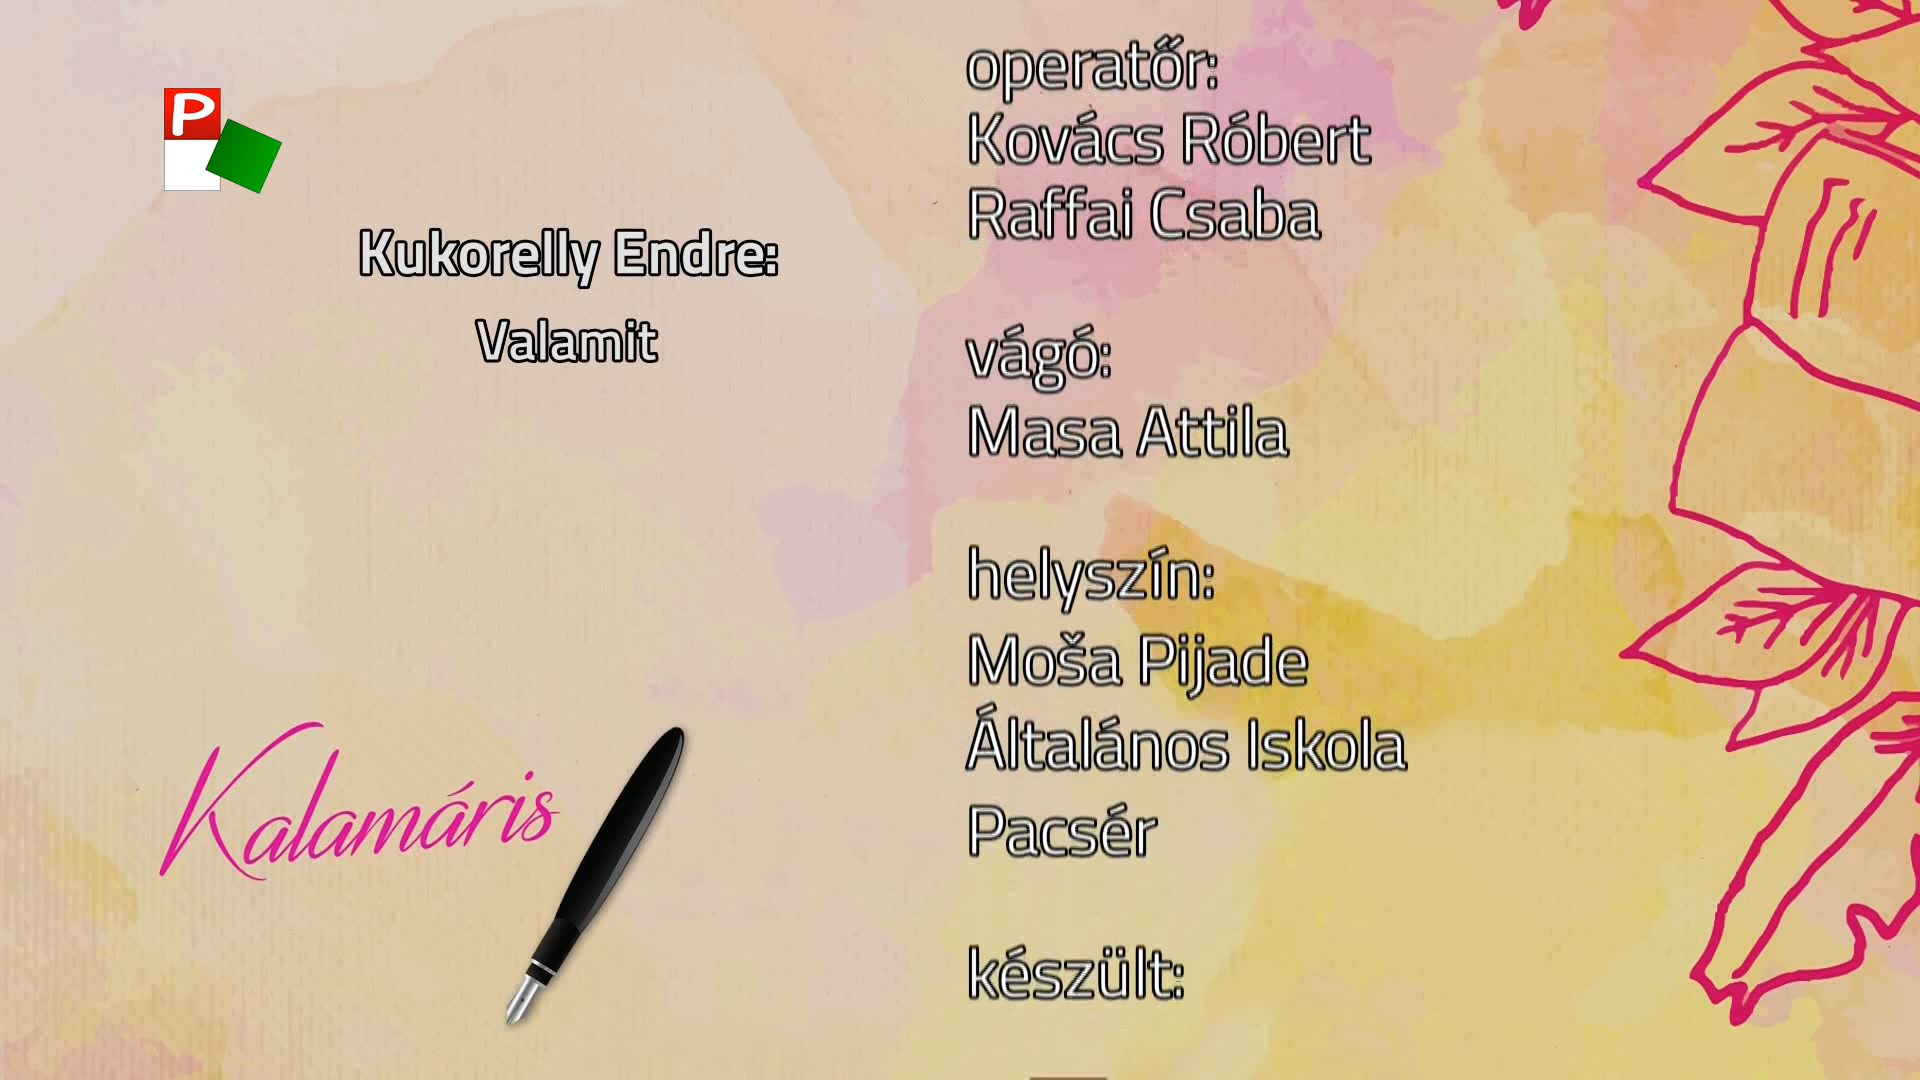 P
Kukorelly Endre:
Valamit
Kalamáris
operatőr:
Kovács Róbert
Raffai Csaba
vágó:
Masa Attila
helyszín:
Moša Pijade
Általános Iskola
Pacsér
készült: